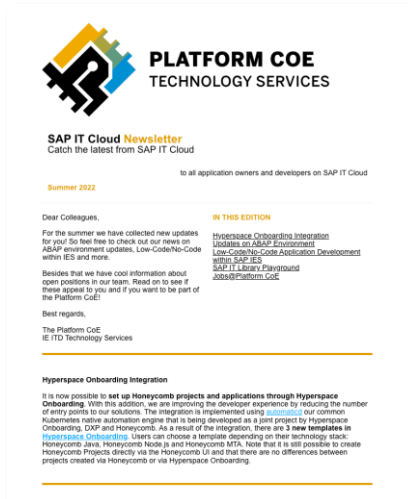 PLATFORM COE
TECHNOLOGY SERVICES
SAP IT Cloud Newsletter
Catch the latest from SAP IT Cloud
to all application owners and developers on SAP IT Cloud
Summer 2022
Dear Colleagues,
For the summer we have collected new updates
for you! So feel free to check out our news on
ABAP environment updates, Low-Code/No-Code
within IES and more.
Besides that we have cool information about
open positions in our team. Read on to see if
these appeal to you and if you want to be part of
the Platform CoE!
Best regards,
The Platform CoE
IE ITD Technology Services
IN THIS EDITION
Hyperspace Onboarding Integration
Updates on ABAP Environment
Low-Code/No-Code Application Development
within SAP IES
SAP IT Library Playground
Jobs@Platform CoE
Hyperspace Onboarding Integration
It is now possible to set up Honeycomb projects and applications through Hyperspace
Onboarding. With this addition, we are improving the developer experience by reducing the number
of entry points to our solutions. The integration is implemented using automaticd our common
Kubernetes native automation engine that is being developed as a joint project by Hyperspace
Onboarding, DXP and Honeycomb. As a result of the integration, there are 3 new templates in
Hyperspace Onboarding. Users can choose a template depending on their technology stack:
Honeycomb Java, Honeycomb Node.js and Honeycomb MTA. Note that it is still possible to create
Honeycomb Projects directly via the Honeycomb UI and that there are no differences between
projects created via Honeycomb or via Hyperspace Onboarding.